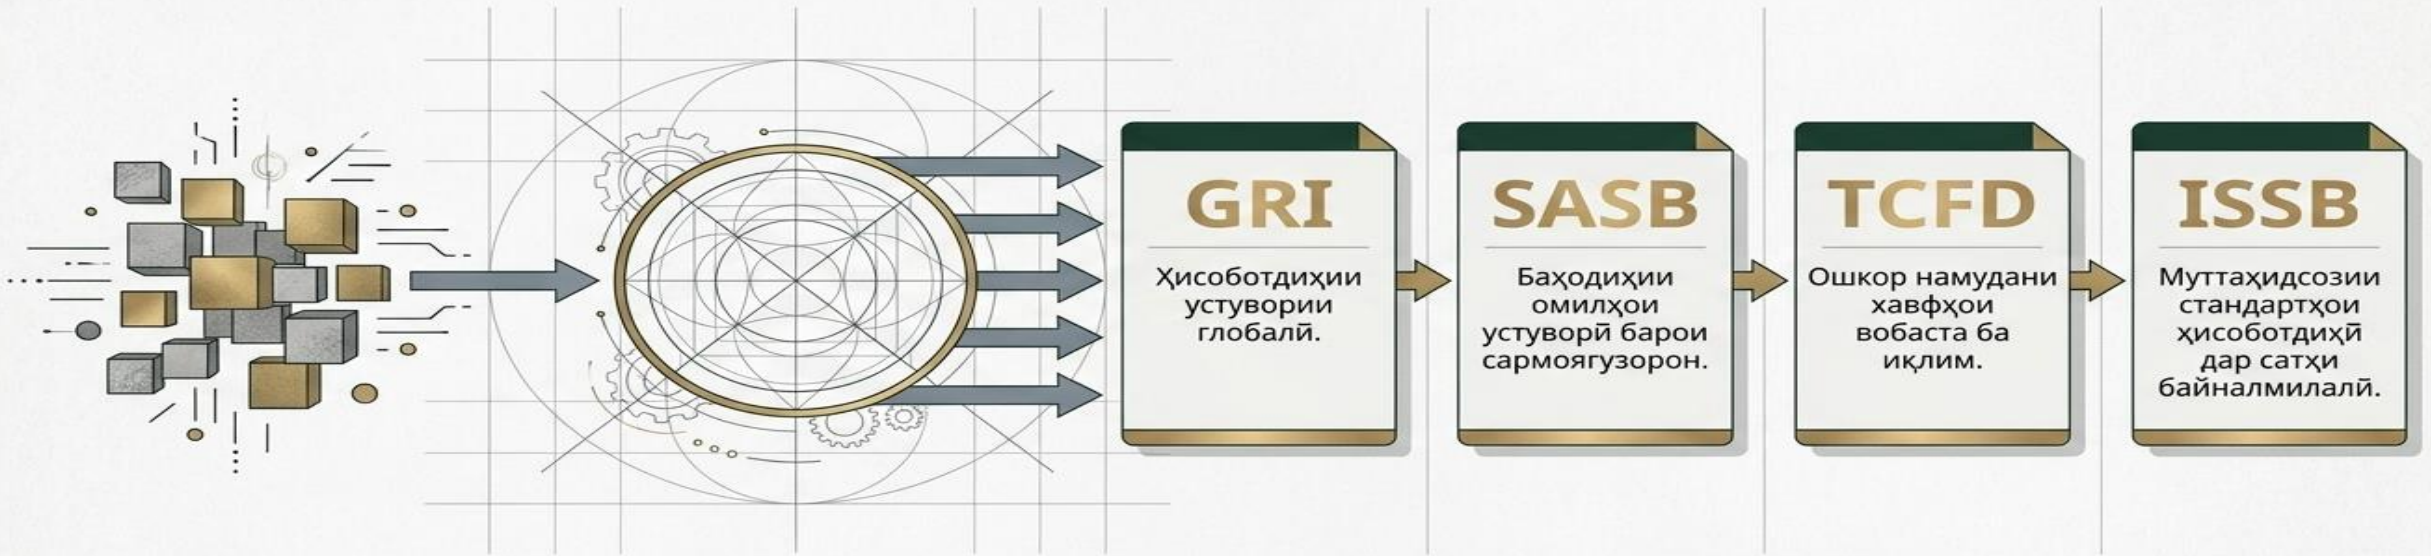 GRI
Ҳисоботдиҳии
устувории
глобалӣ.
SASB
Баҳодиҳии
омилҳои
устуворӣ барои
сармоягузорон.
TCFD
Ошкор намудани
хавфҳои
вобаста ба
иқлим.
ISSB
Муттаҳидсозии
стандартҳои
ҳисоботдиҳӣ
дар сатҳи
байналмилалӣ.